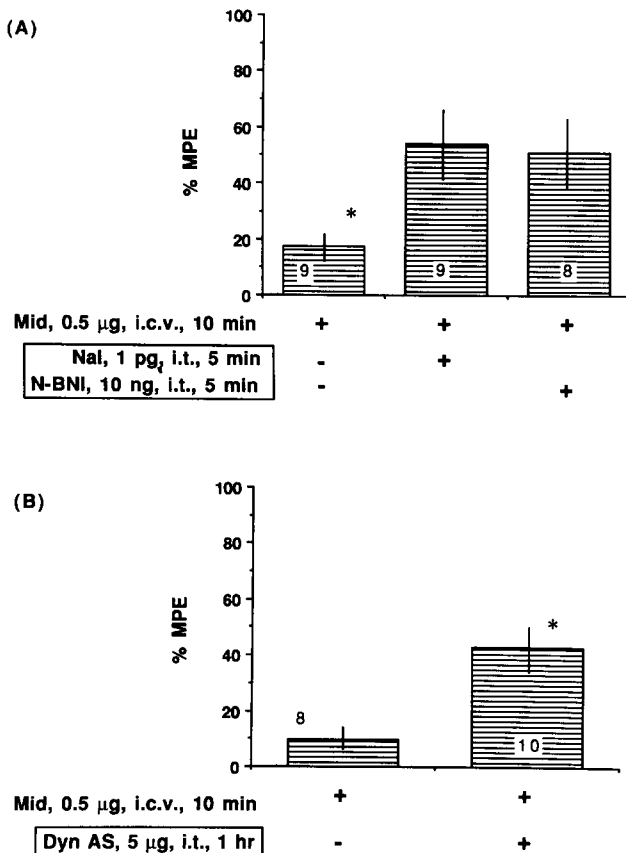 (A)
100
80
60
40
20
0
% MPE
*
9
9
8
Mid, 0.5 μg, i.c.v., 10 min + + +
Nal, 1 pg, i.t., 5 min - +
N-BNI, 10 ng, i.t., 5 min - +
(B)
100
80
60
40
20
0
% MPE
8
*
10
Mid, 0.5 μg, i.c.v., 10 min + +
Dyn AS, 5 μg, i.t., 1 hr - +